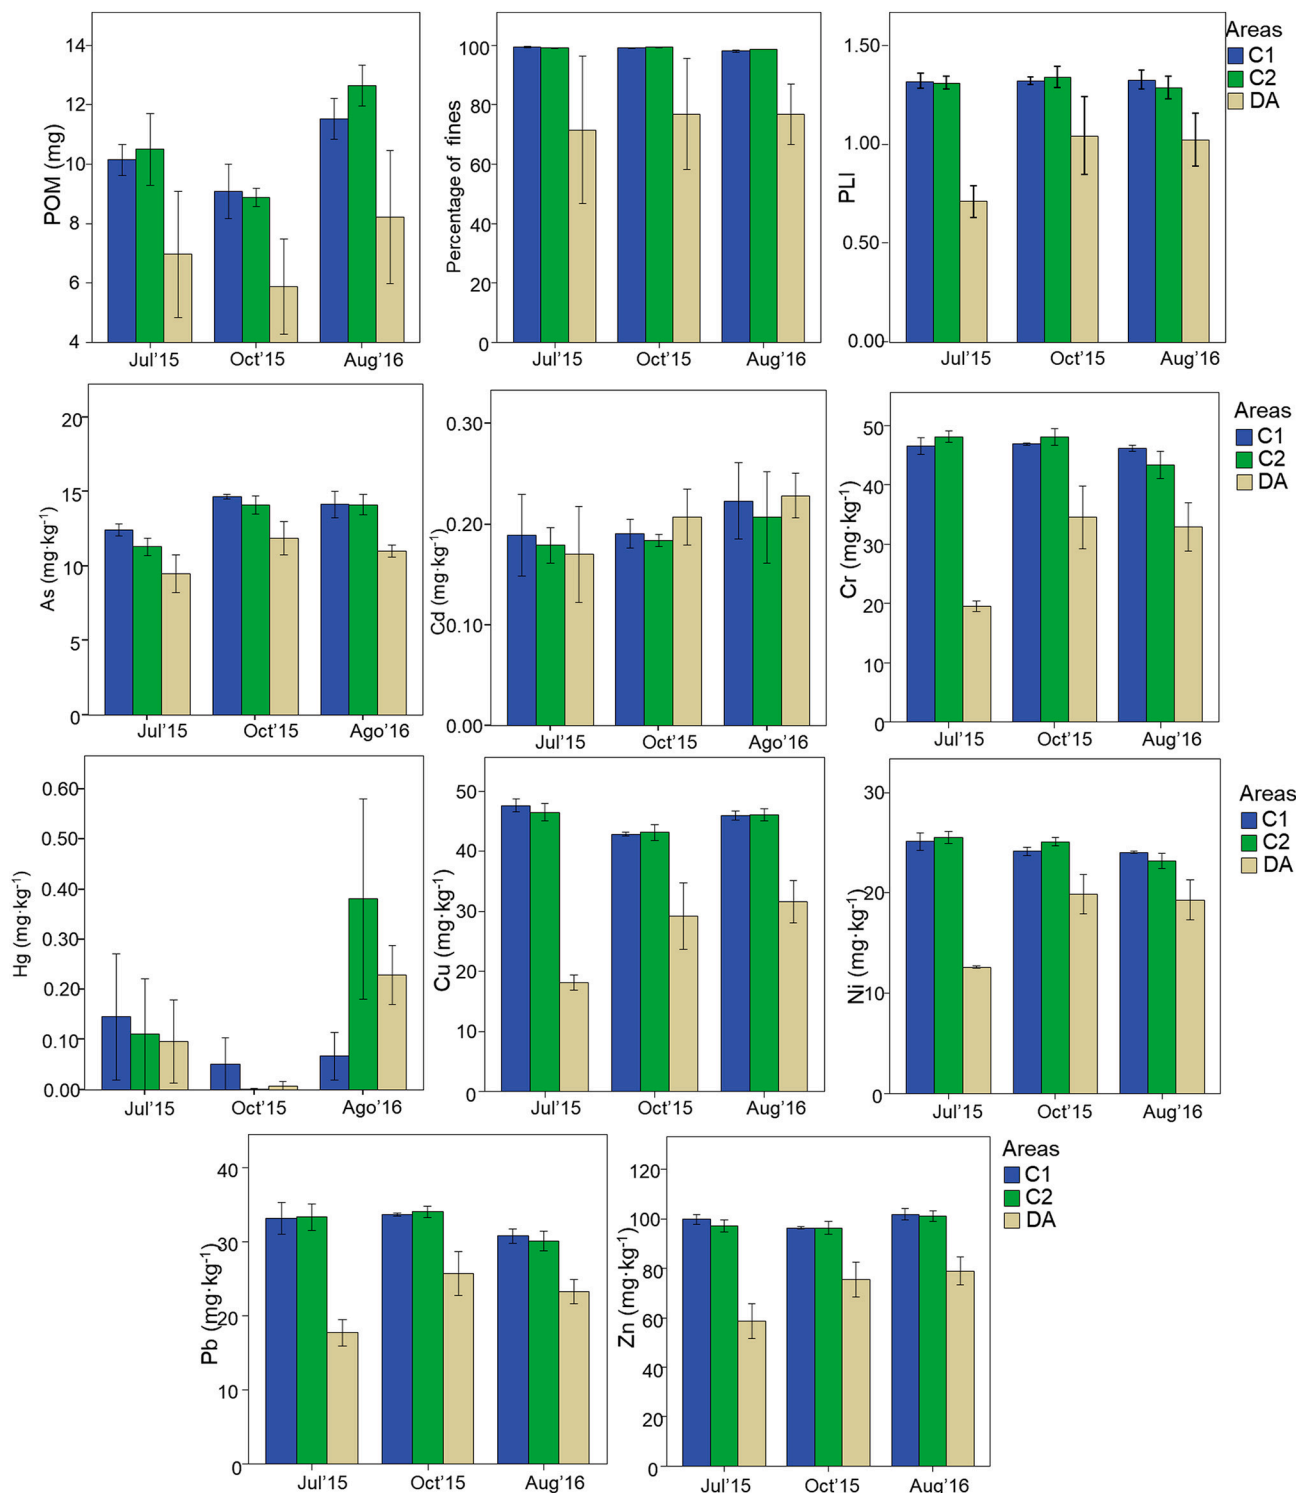 POM (mg)
14
12
10
8
6
4
Jul'15 Oct'15 Aug'16
Percentage of fines
100
80
60
40
20
0
Jul'15 Oct'15 Aug'16
PLI
1.50
1.00
0.50
0.00
Jul'15 Oct'15 Aug'16
Areas
C1
C2
DA
As (mg·kg⁻¹)
20
15
10
5
0
Jul'15 Oct'15 Ago'16
Cd (mg·kg⁻¹)
0.30
0.20
0.10
0.00
Jul'15 Oct'15 Ago'16
Cr (mg·kg⁻¹)
50
40
30
20
10
0
Jul'15 Oct'15 Aug'16
Areas
C1
C2
DA
Hg (mg·kg⁻¹)
0.60
0.50
0.40
0.30
0.20
0.10
0.00
Jul'15 Oct'15 Ago'16
Cu (mg·kg⁻¹)
50
40
30
20
10
0
Jul'15 Oct'15 Aug'16
Ni (mg·kg⁻¹)
30
20
10
0
Jul'15 Oct'15 Aug'16
Areas
C1
C2
DA
Pb (mg·kg⁻¹)
40
30
20
10
0
Jul'15 Oct'15 Aug'16
Zn (mg·kg⁻¹)
120
100
80
60
40
20
0
Jul'15 Oct'15 Aug'16
Areas
C1
C2
DA